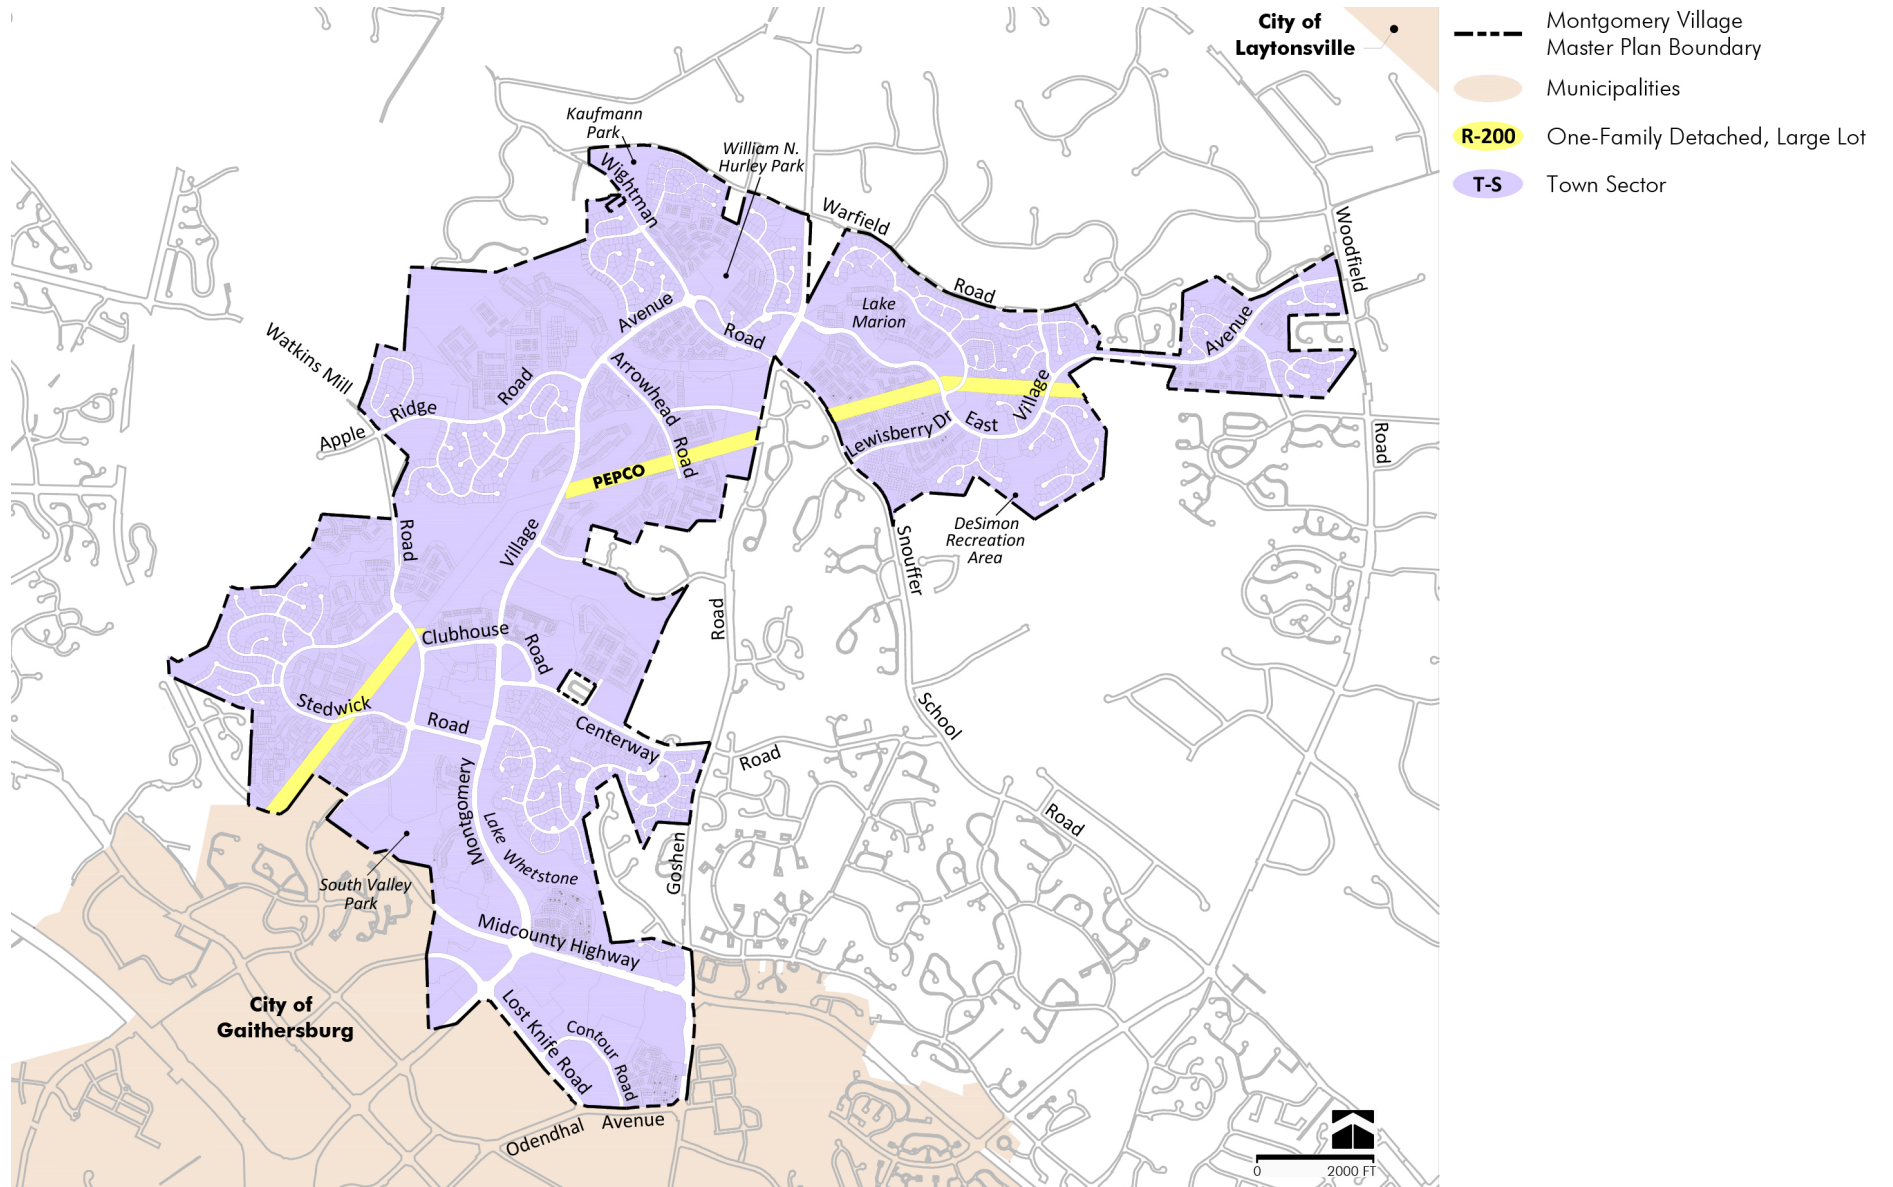 City of
Laytonsville
Montgomery Village
Master Plan Boundary
Municipalities
R-200 One-Family Detached, Large Lot
T-S Town Sector
Kaufmann
Park
William N.
Hurley Park
Wightman
Warfield
Woodfield
Road
Lake
Marion
Avenue
Road
Avenue
Watkins Mill
Arrowhead
Road
Ridge
Road
Village
East
Lewisberry Dr
Apple
Road
PEPCO
DeSimon
Recreation
Area
Road
Village
Snouffer
Road
Clubhouse
Road
Stedwick
Road
Centerway
School
Road
Montgomery
Lake
Whetstone
Road
Goshen
South Valley
Park
Midcounty Highway
City of
Gaithersburg
Lost Knife Road
Contour
Road
Odendhal Avenue
0 2000 FT